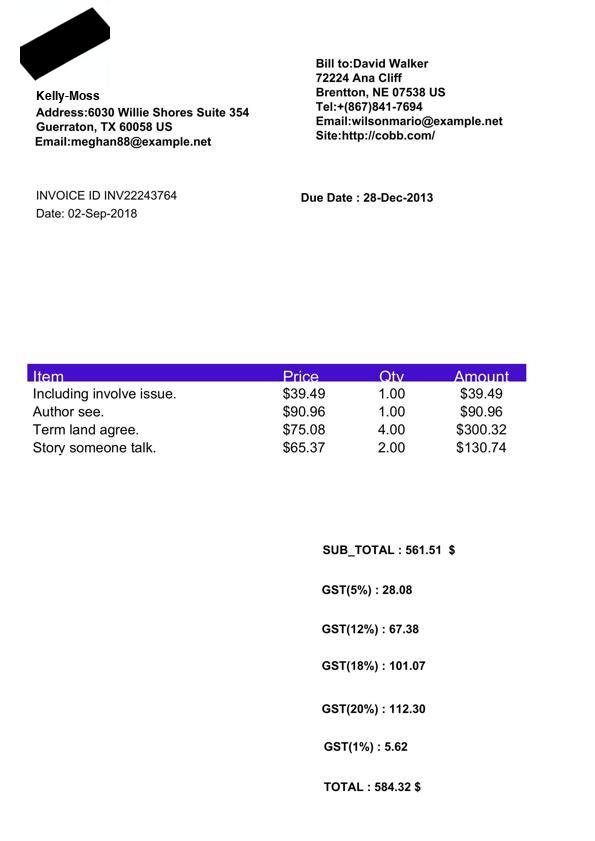 Kelly-Moss
Address:6030 Willie Shores Suite 354
Guerraton, TX 60058 US
Email:meghan88@example.net
Bill to:David Walker
72224 Ana Cliff
Brentton, NE 07538 US
Tel:+(867)841-7694
Email:wilsonmario@example.net
Site:http://cobb.com/
INVOICE ID INV22243764
Date: 02-Sep-2018
Due Date : 28-Dec-2013
Item Price Qty Amount
Including involve issue. $39.49 1.00 $39.49
Author see. $90.96 1.00 $90.96
Term land agree. $75.08 4.00 $300.32
Story someone talk. $65.37 2.00 $130.74
SUB_TOTAL : 561.51 $
GST(5%) : 28.08
GST(12%) : 67.38
GST(18%) : 101.07
GST(20%) : 112.30
GST(1%) : 5.62
TOTAL : 584.32 $